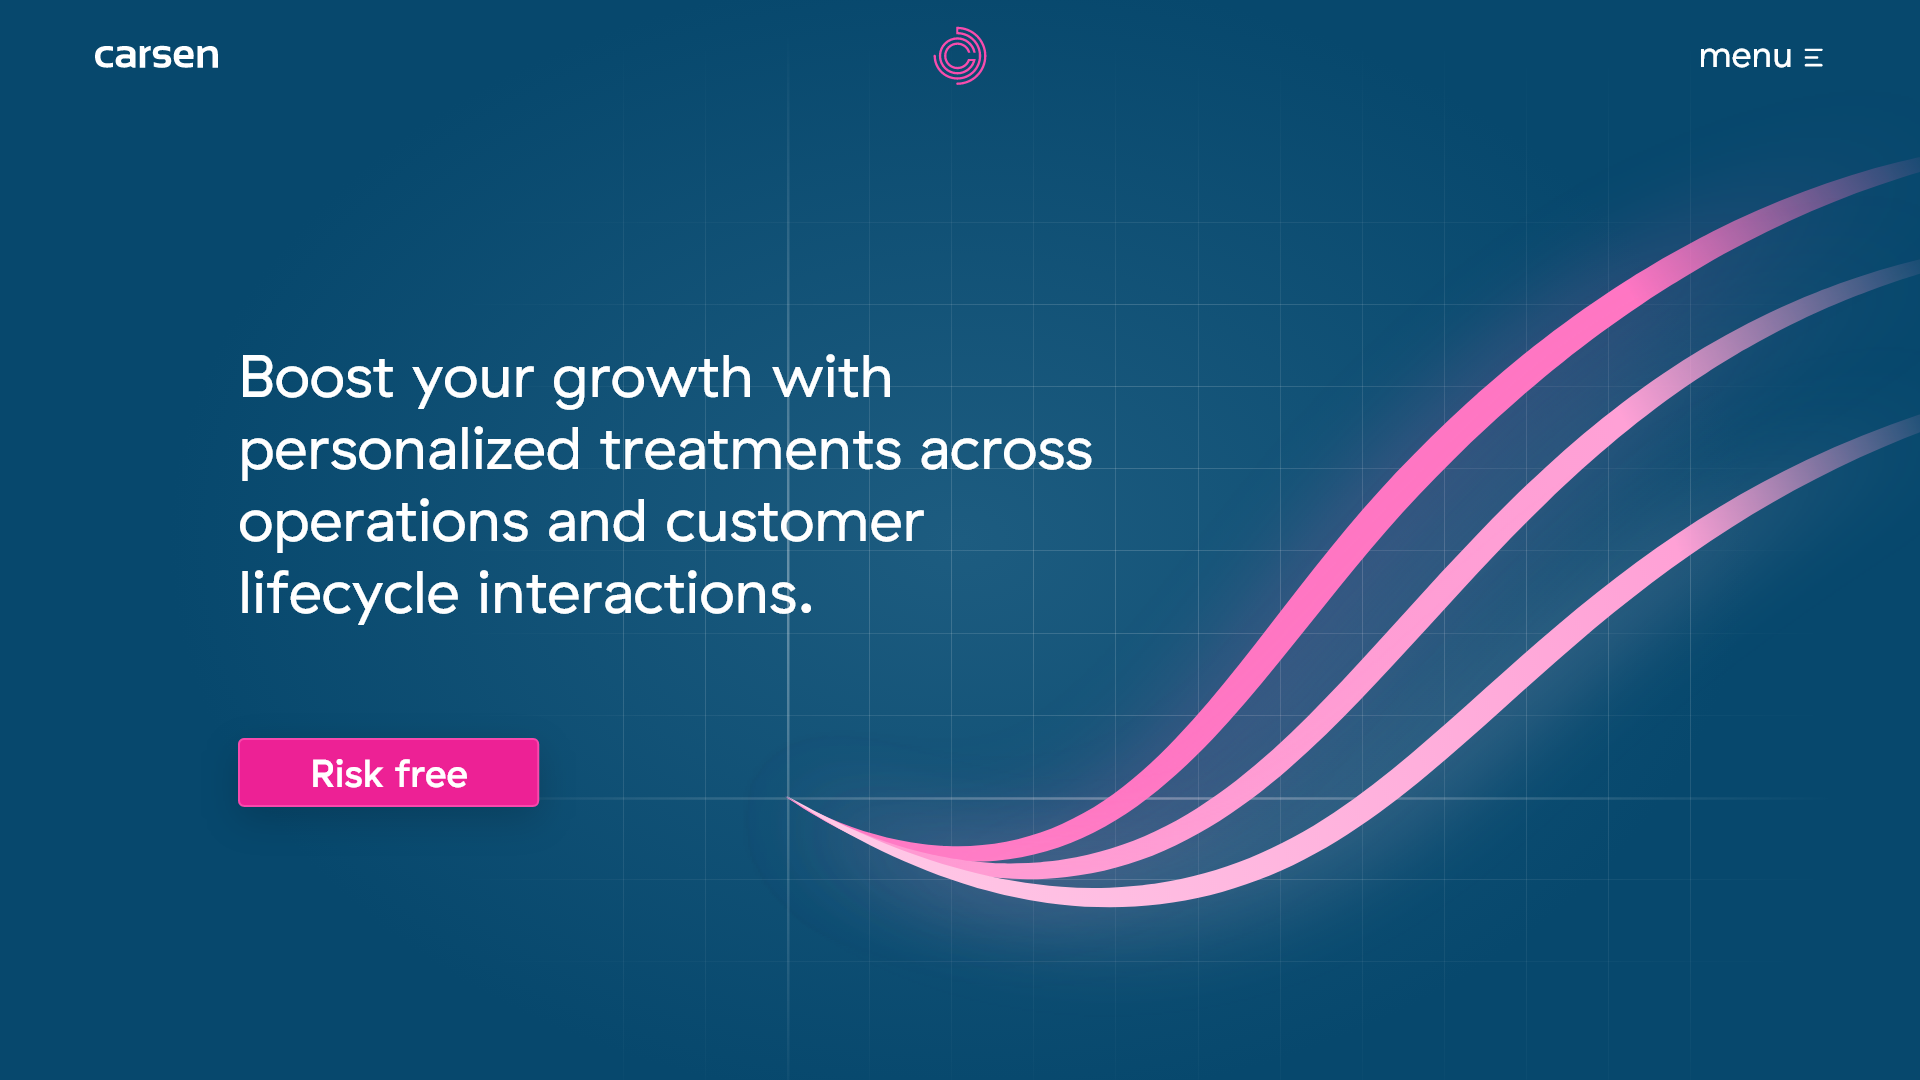 carsen
menu
Boost your growth with
personalized treatments across
operations and customer
lifecycle interactions.
Risk free